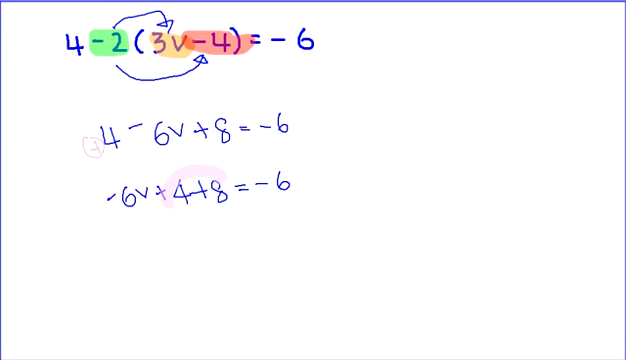 4 - 2 ( 3v - 4) = - 6
+4 - 6v + 8 = - 6
- 6v + 4 + 8 = - 6